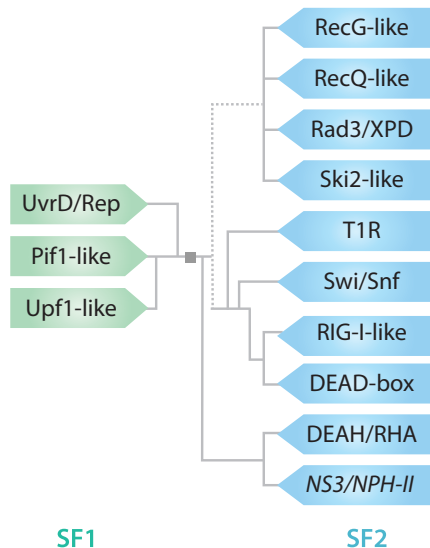 RecG-like
RecQ-like
Rad3/XPD
Ski2-like
UvrD/Rep
T1R
Pif1-like
Swi/Snf
Upf1-like
RIG-I-like
DEAD-box
DEAH/RHA
NS3/NPH-II
SF1
SF2